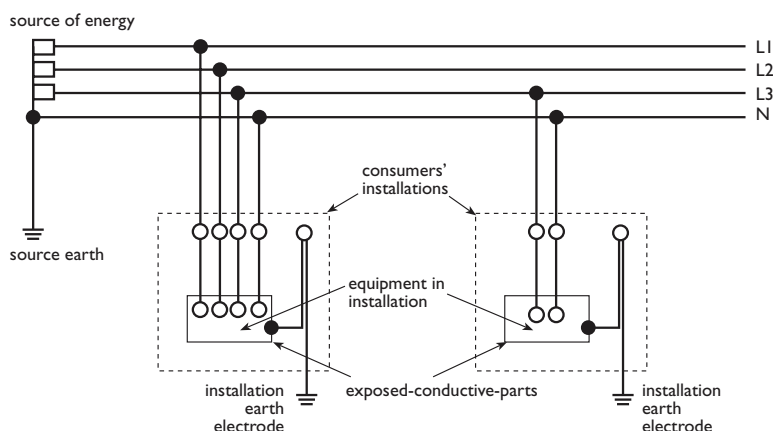 source of energy
L1
L2
L3
N
consumers’
installations
source earth
equipment in
installation
installation
earth
electrode
exposed-conductive-parts
installation
earth
electrode